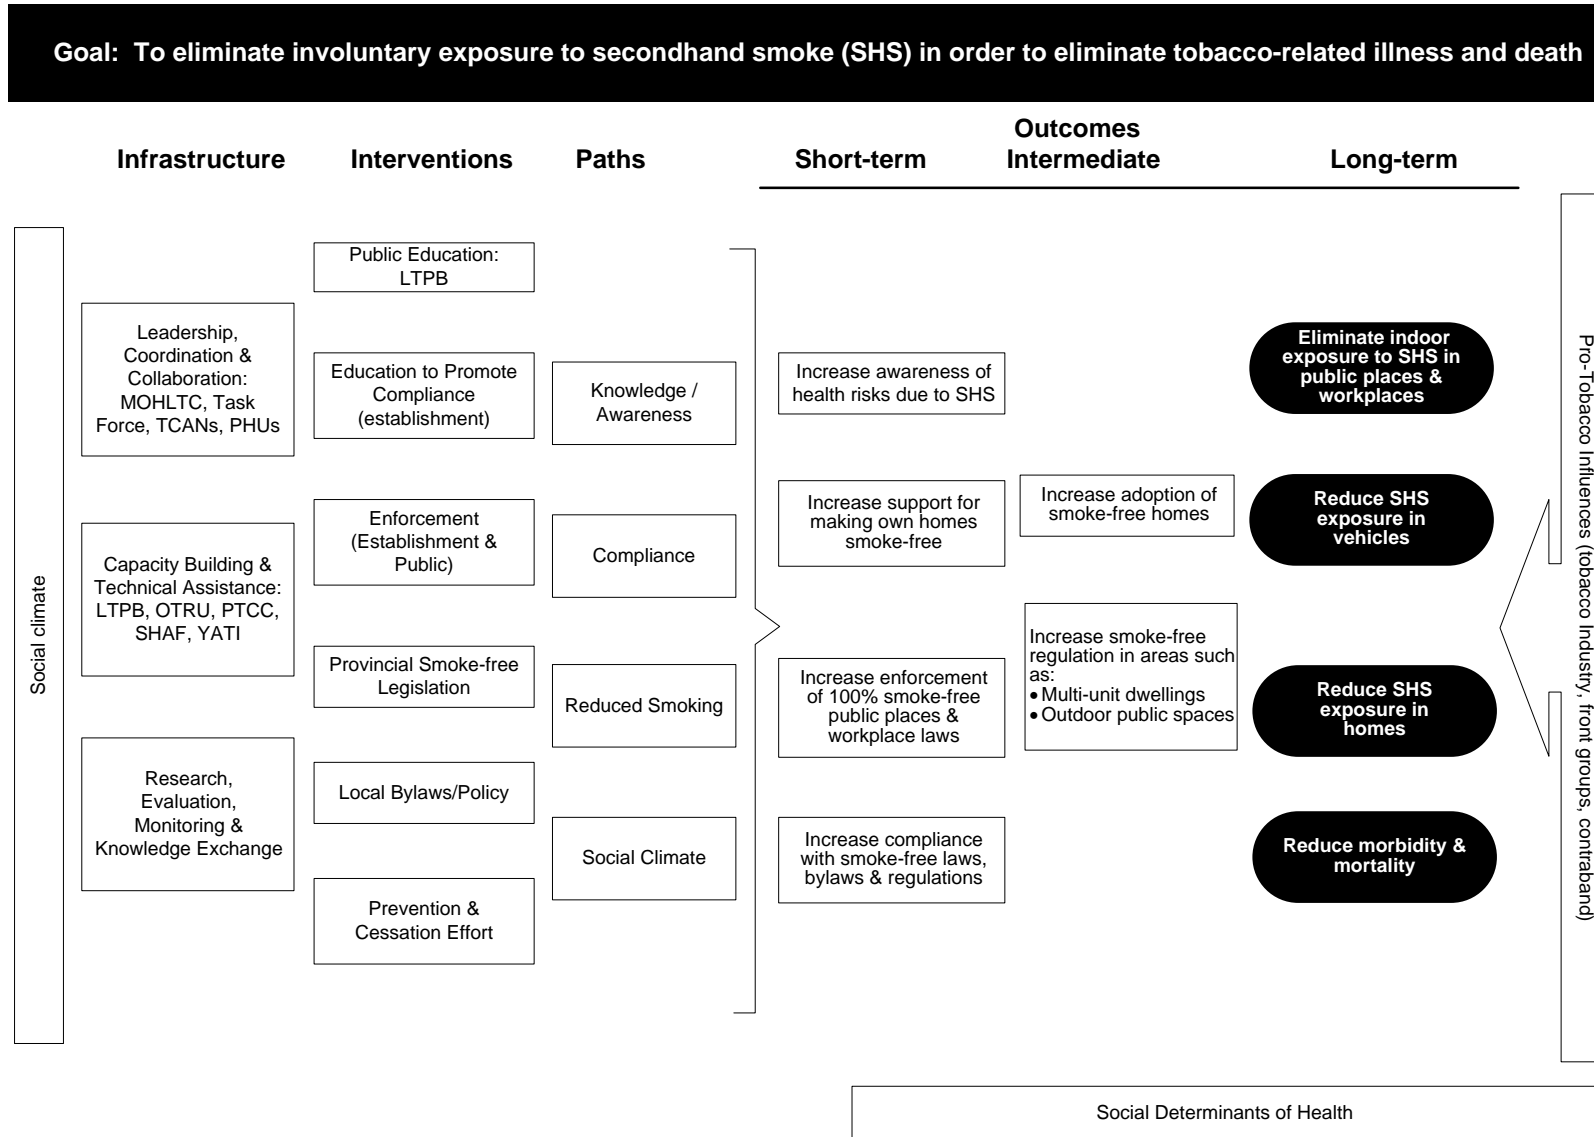 Goal:  To eliminate involuntary exposure to secondhand smoke (SHS) in order to eliminate tobacco-related illness and death
Infrastructure
Interventions
Paths
Outcomes
Short-term
Intermediate
Long-term
Social climate
Leadership,
Coordination &
Collaboration:
MOHLTC, Task
Force, TCANs, PHUs
Capacity Building &
Technical Assistance:
LTPB, OTRU, PTCC,
SHAF, YATI
Research,
Evaluation,
Monitoring &
Knowledge Exchange
Public Education:
LTPB
Education to Promote
Compliance
(establishment)
Enforcement
(Establishment &
Public)
Provincial Smoke-free
Legislation
Local Bylaws/Policy
Prevention &
Cessation Effort
Knowledge /
Awareness
Compliance
Reduced Smoking
Social Climate
Increase awareness of
health risks due to SHS
Increase support for
making own homes
smoke-free
Increase enforcement
of 100% smoke-free
public places &
workplace laws
Increase compliance
with smoke-free laws,
bylaws & regulations
Increase adoption of
smoke-free homes
Increase smoke-free
regulation in areas such
as:
• Multi-unit dwellings
• Outdoor public spaces
Eliminate indoor
exposure to SHS in
public places &
workplaces
Reduce SHS
exposure in
vehicles
Reduce SHS
exposure in
homes
Reduce morbidity &
mortality
Pro-Tobacco Influences (tobacco Industry, front groups, contraband)
Social Determinants of Health